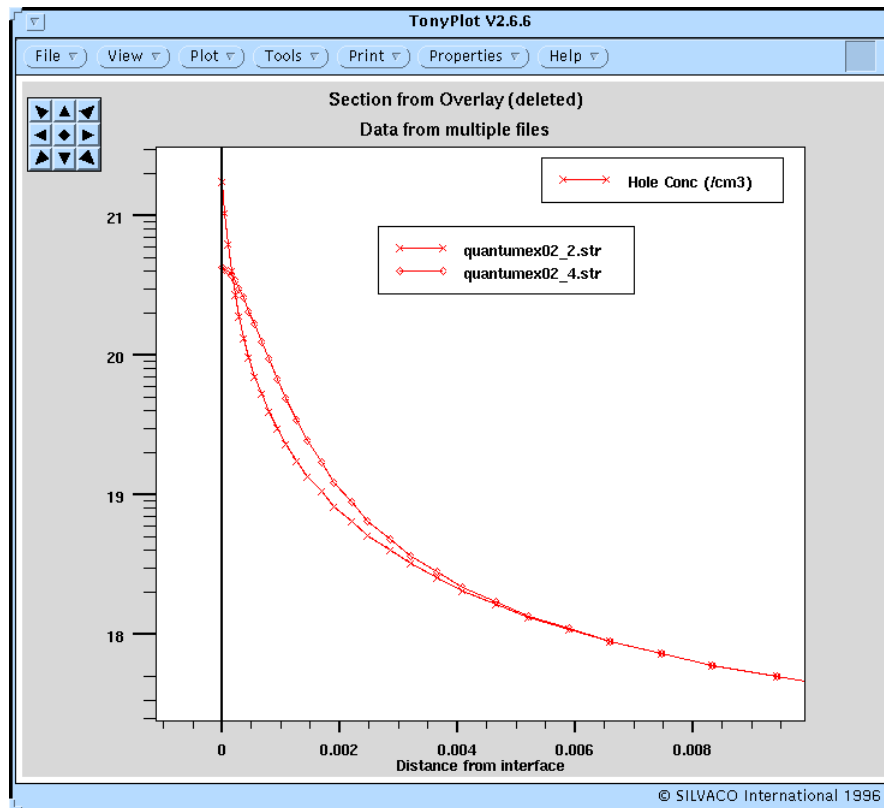 TonyPlot V2.6.6
File View Plot Tools Print Properties Help
Section from Overlay (deleted)
Data from multiple files
Hole Conc (/cm3)
quantumex02_2.str
quantumex02_4.str
21
20
19
18
0 0.002 0.004 0.006 0.008
Distance from interface
© SILVACO International 1996